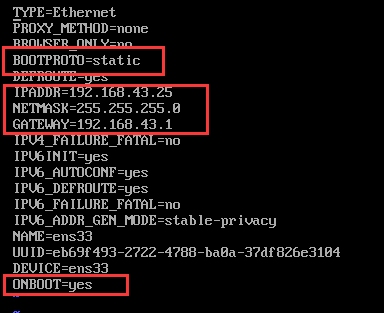 TYPE=Ethernet
PROXY_METHOD=none
BROWSER_ONLY=no
BOOTPROTO=static
DEFROUTE=yes
IPADDR=192.168.43.25
NETMASK=255.255.255.0
GATEWAY=192.168.43.1
IPV4_FAILURE_FATAL=no
IPV6INIT=yes
IPV6_AUTOCONF=yes
IPV6_DEFROUTE=yes
IPV6_FAILURE_FATAL=no
IPV6_ADDR_GEN_MODE=stable-privacy
NAME=ens33
UUID=eb69f493-2722-4788-ba0a-37df826e3104
DEVICE=ens33
ONBOOT=yes
~
~